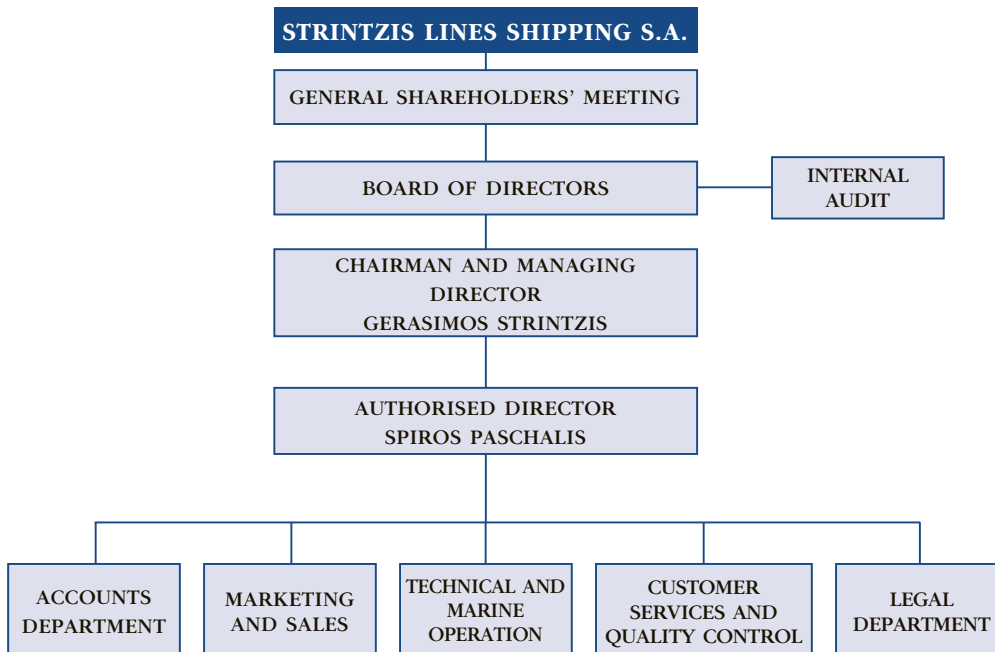 STRINTZIS LINES SHIPPING S.A.
GENERAL SHAREHOLDERS’ MEETING
BOARD OF DIRECTORS
INTERNAL
AUDIT
CHAIRMAN AND MANAGING
DIRECTOR
GERASIMOS STRINTZIS
AUTHORISED DIRECTOR
SPIROS PASCHALIS
ACCOUNTS
DEPARTMENT
MARKETING
AND SALES
TECHNICAL AND
MARINE
OPERATION
CUSTOMER
SERVICES AND
QUALITY CONTROL
LEGAL
DEPARTMENT